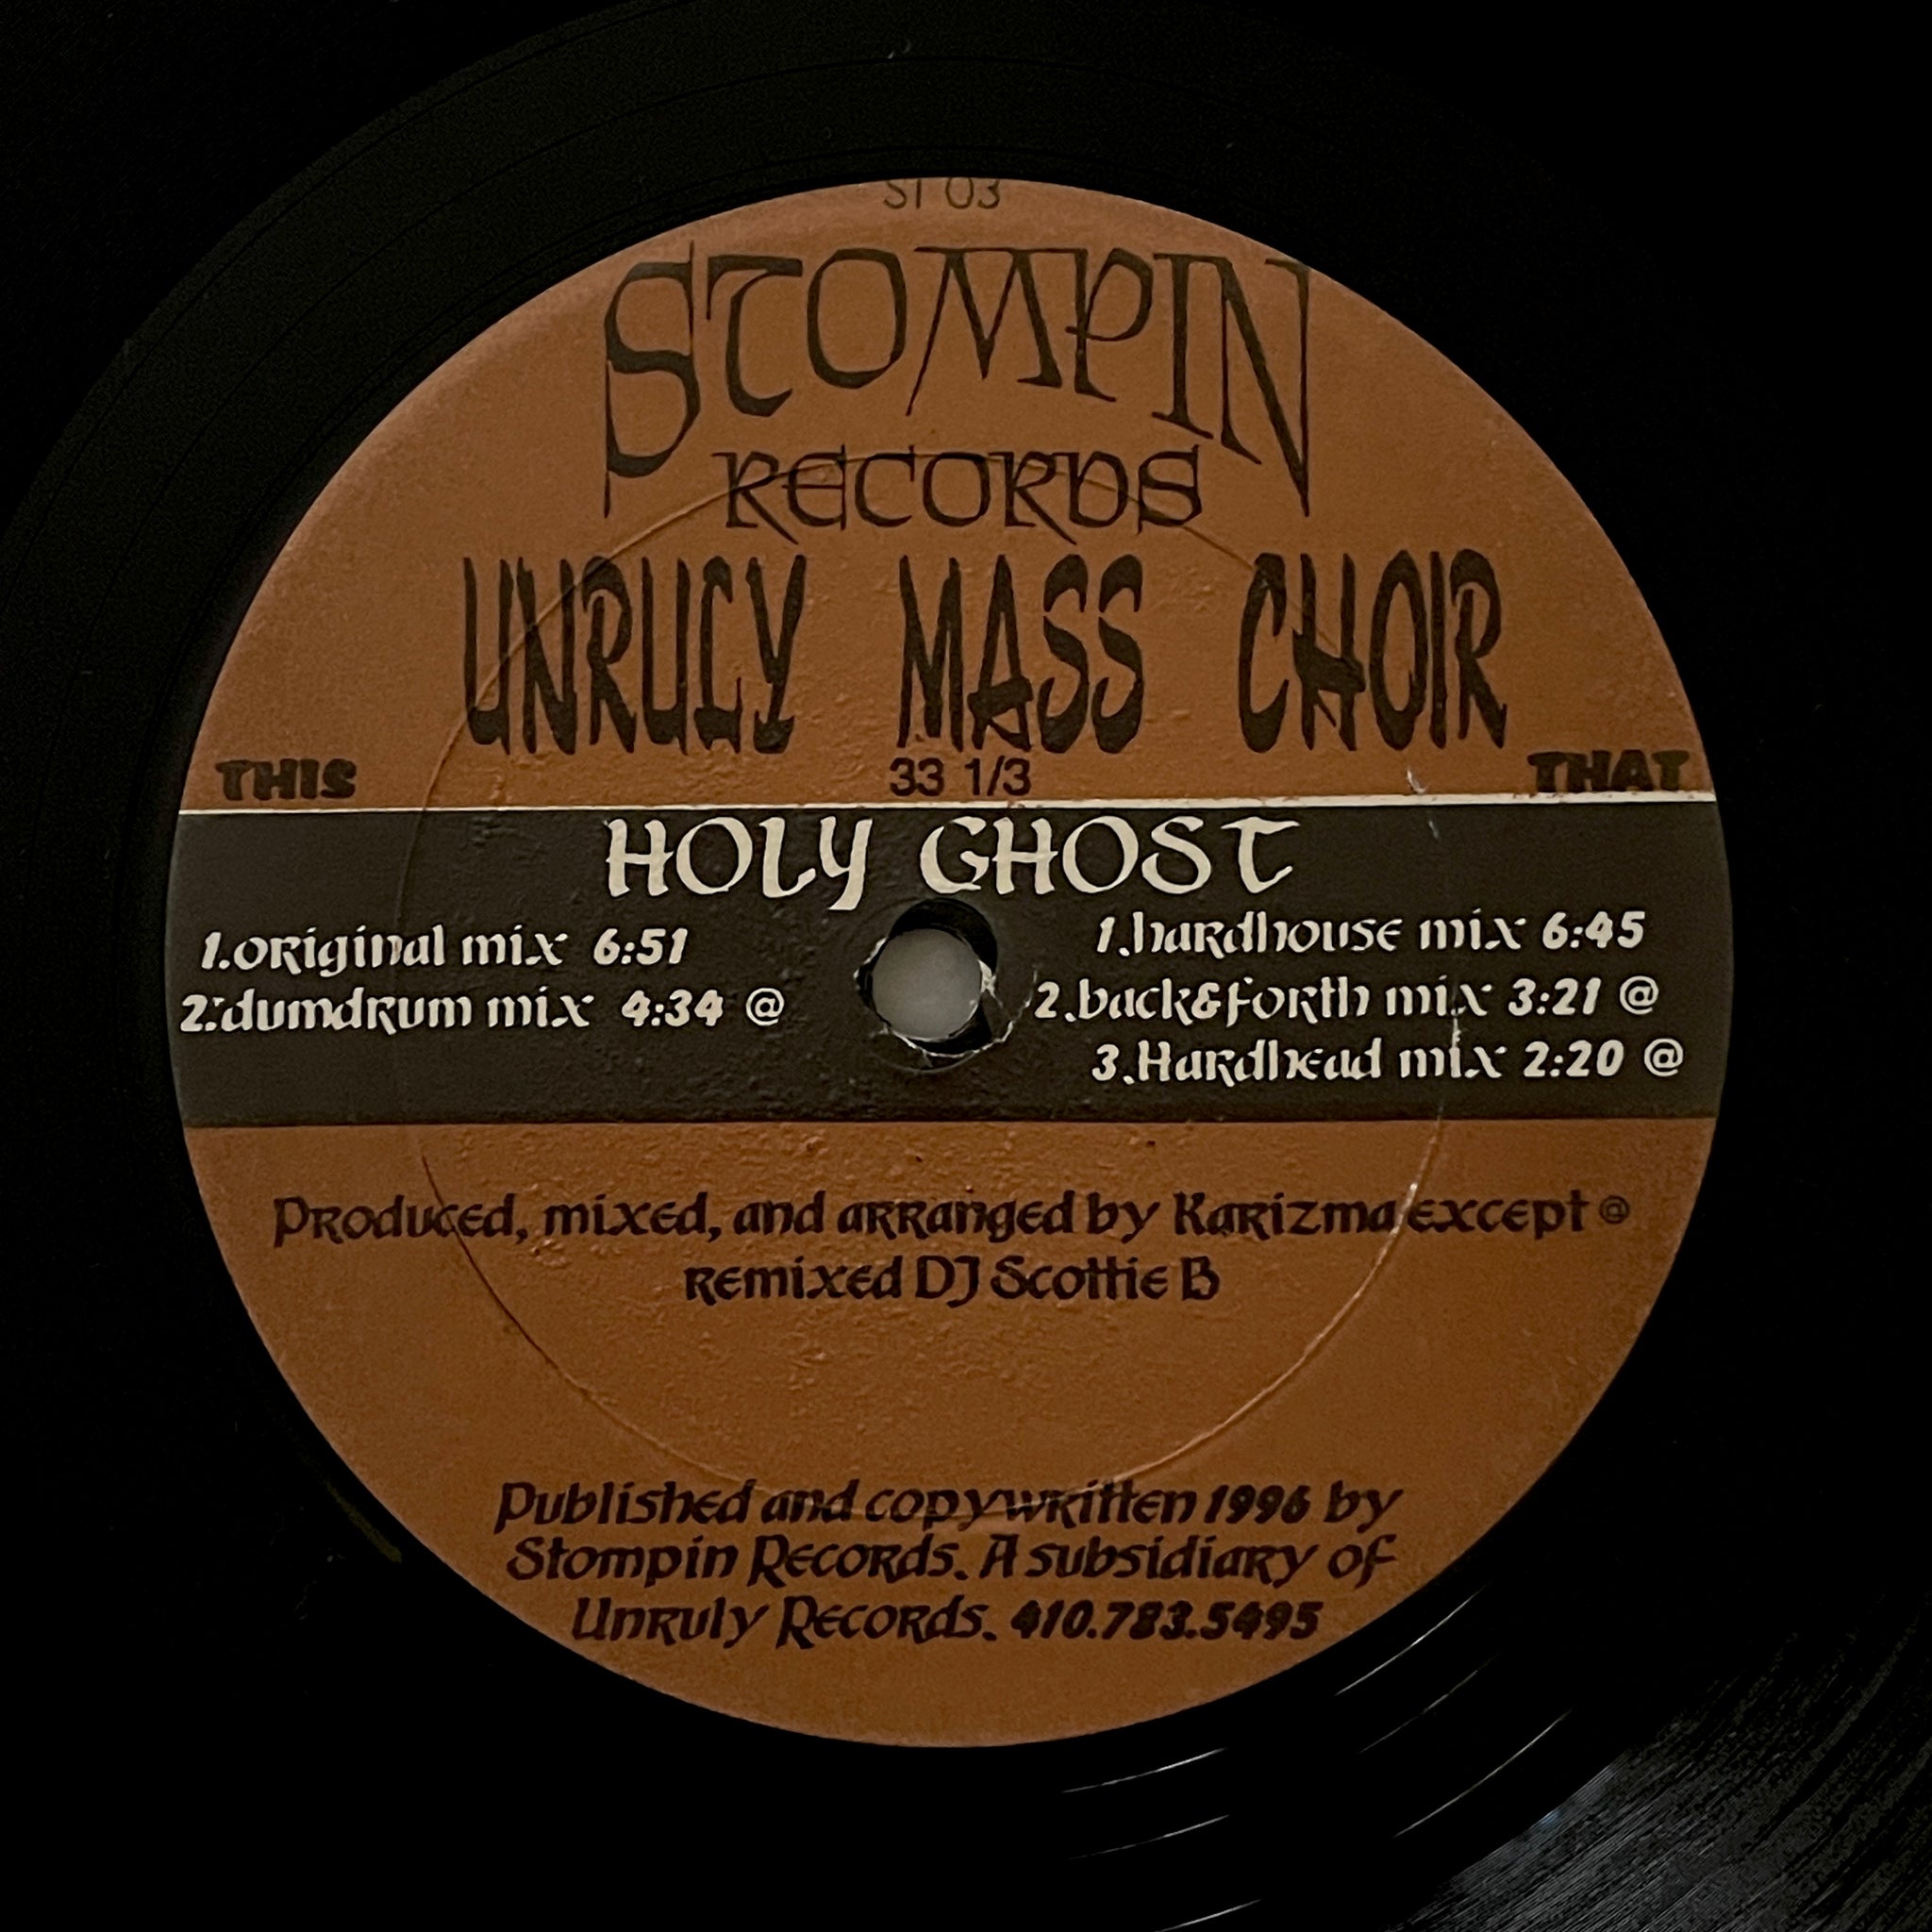 ST 03
STOMPIN
RECORDS
UNRULY MASS CHOIR
THIS 33 1/3 THAT
HOLY GHOST
1.original mix 6:51
2.dumdrum mix 4:34 @
1.hardhouse mix 6:45
2.back&forth mix 3:21 @
3.Hardhead mix 2:20 @
Produced, mixed, and arranged by Karizma except @
remixed DJ Scottie B
Published and copywritten 1996 by
Stompin Records. A subsidiary of
Unruly Records. 410.783.5495